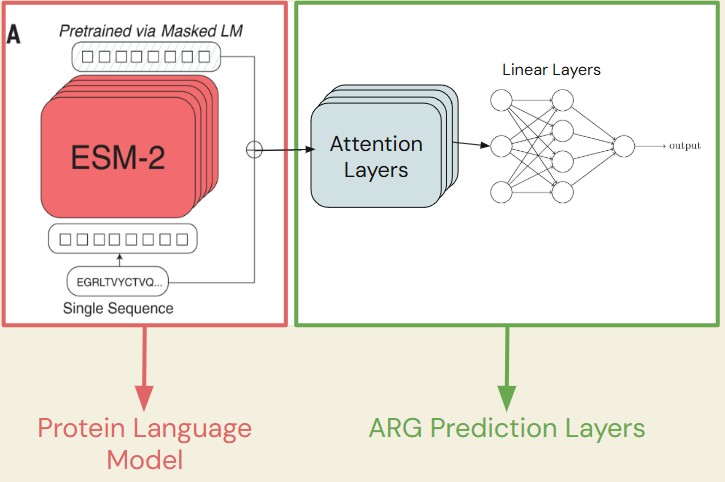 A
Pretrained via Masked LM
ESM-2
EGRLTVYCTVQ...
Single Sequence
Attention
Layers
Linear Layers
output
Protein Language
Model
ARG Prediction Layers